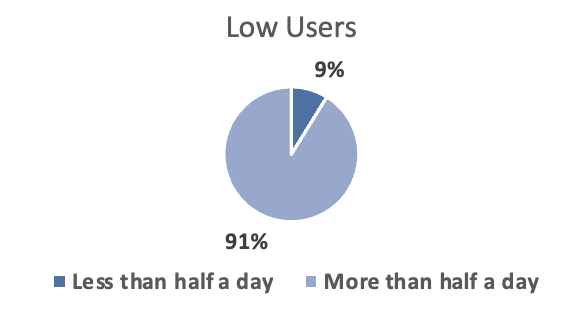 Low Users
9%
91%
Less than half a day
More than half a day